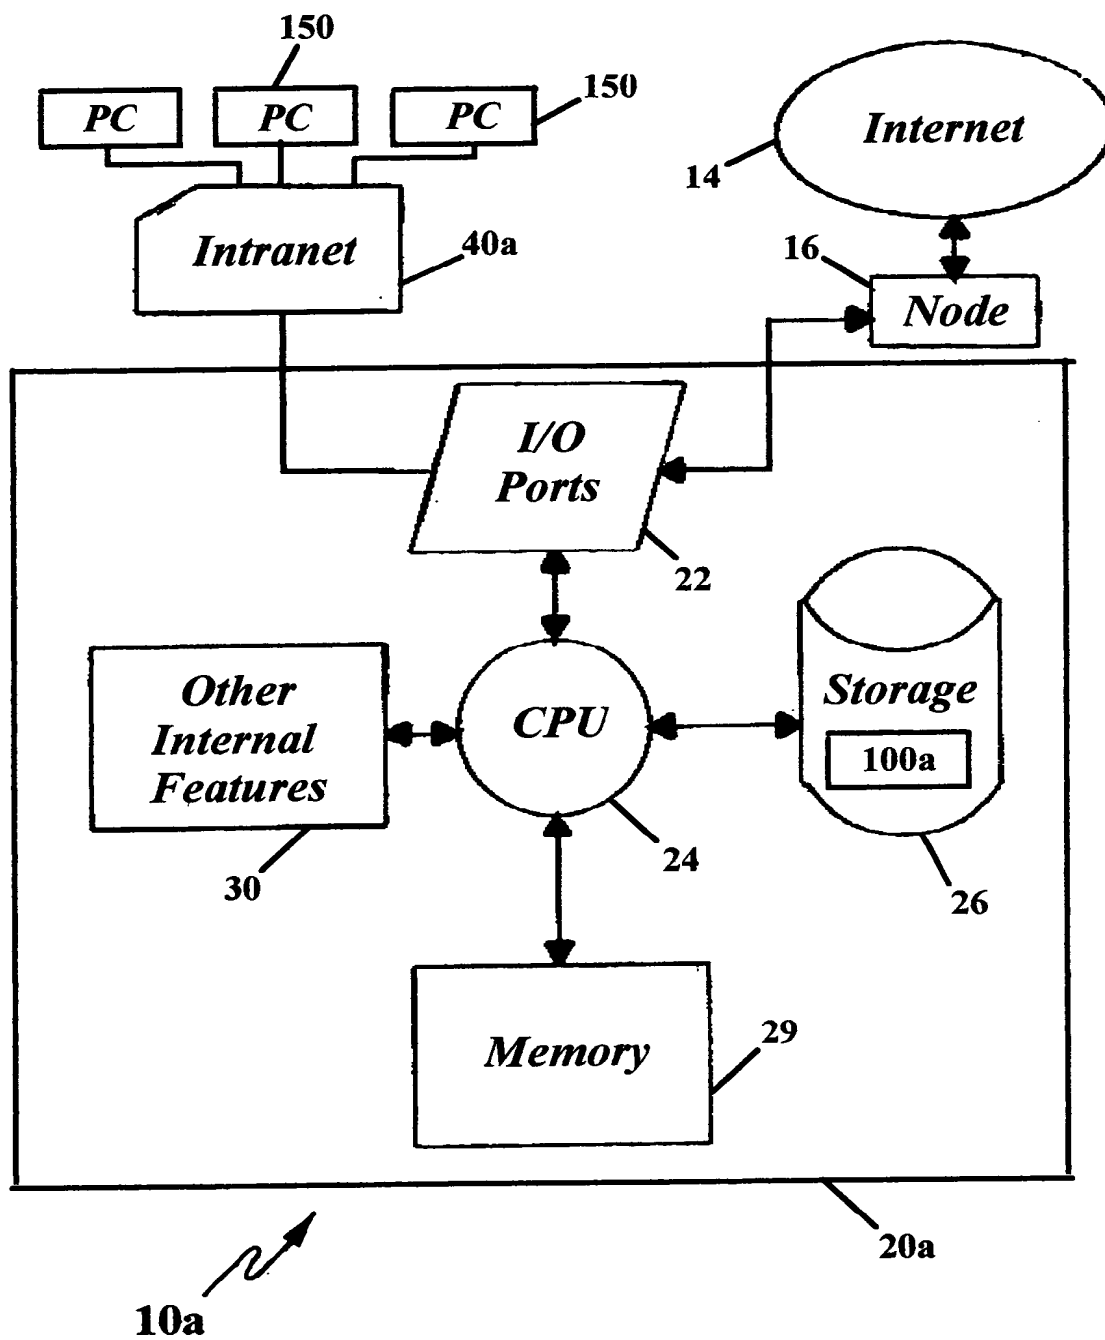 150
PC
PC
PC
150
Internet
14
Intranet
40a
16
Node
I/O
Ports
22
Other
Internal
Features
30
CPU
24
Storage
100a
26
Memory
29
20a
10a